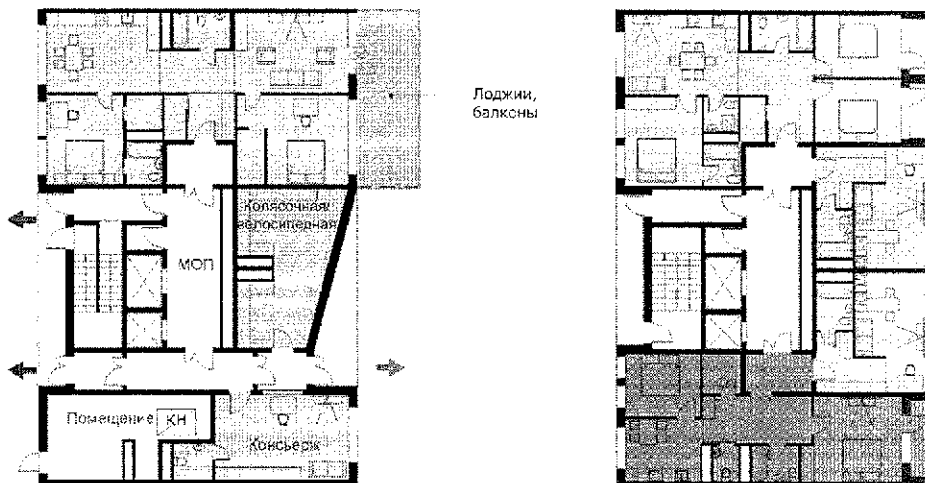 Лоджии,
балконы
Колясочная/
велосипедная
МОП
Помещение
КН
Консьерж